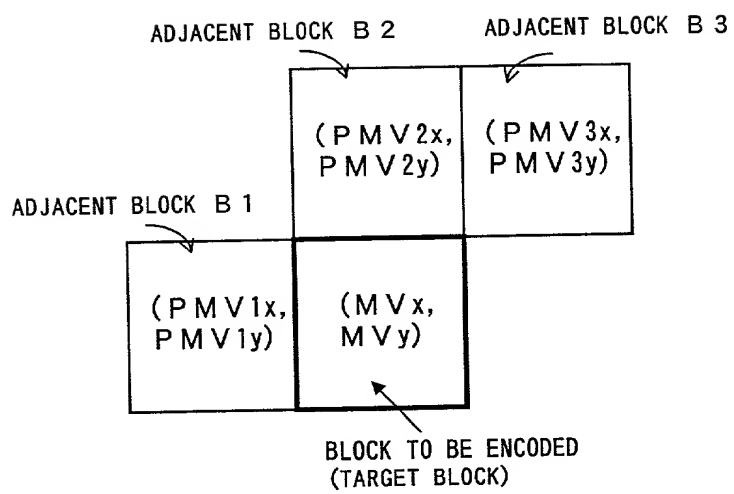 ADJACENT BLOCK B 2
ADJACENT BLOCK B 3
(PMV2x,
PMV2y)
(PMV3x,
PMV3y)
ADJACENT BLOCK B 1
(PMV1x,
PMV1y)
(MVx,
MVy)
BLOCK TO BE ENCODED
(TARGET BLOCK)